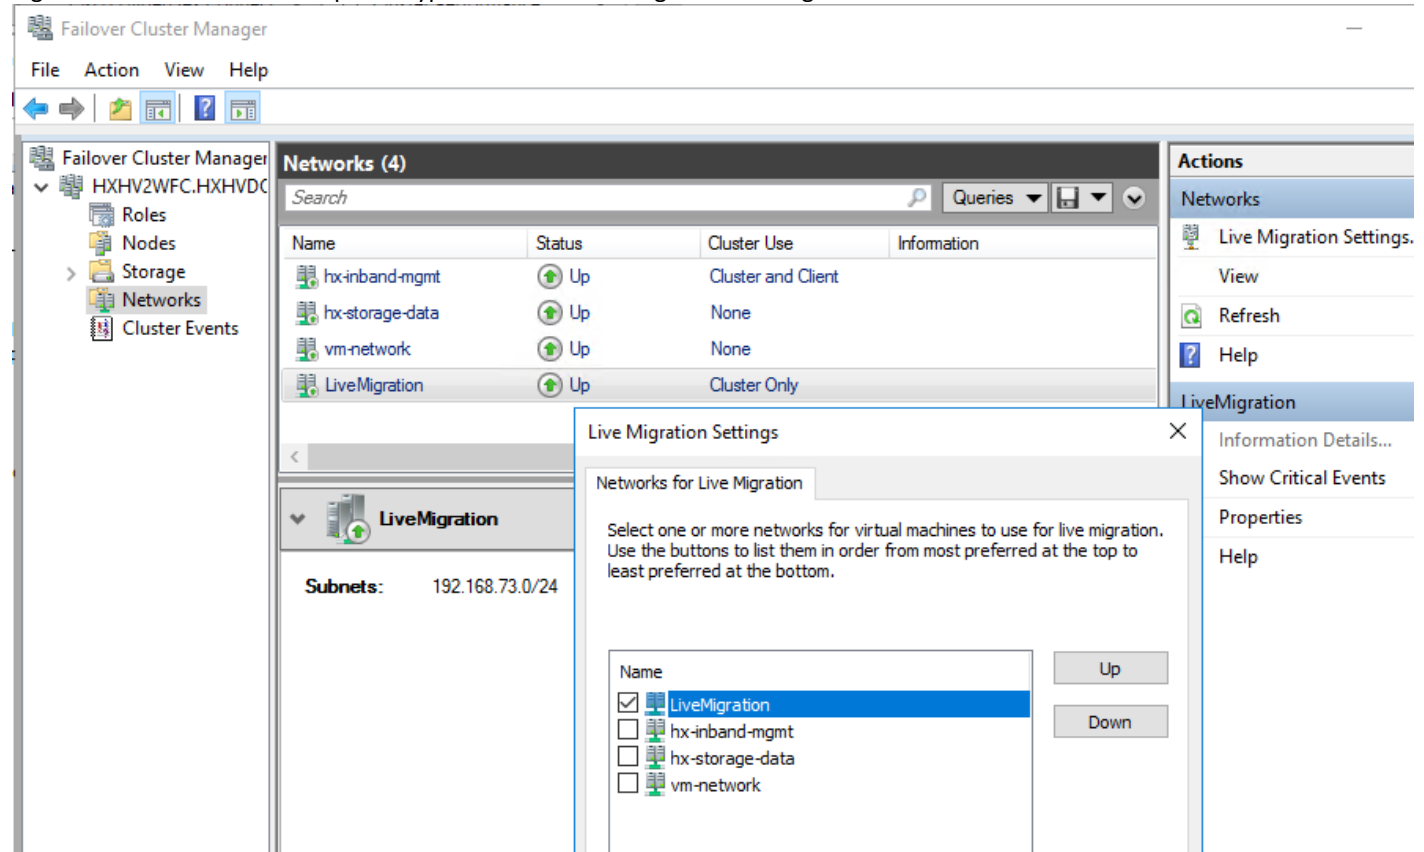 Failover Cluster Manager
File Action View Help
Failover Cluster Manager
HXHV2WFC.HXHVDC
Roles
Nodes
Storage
Networks
Cluster Events
Networks (4)
Search
Queries
Name Status Cluster Use Information
hx-inband-mgmt Up Cluster and Client
hx-storage-data Up None
vm-network Up None
LiveMigration Up Cluster Only
LiveMigration
Subnets: 192.168.73.0/24
Actions
Networks
Live Migration Settings.
View
Refresh
Help
LiveMigration
Information Details...
Show Critical Events
Properties
Help
Live Migration Settings
Networks for Live Migration
Select one or more networks for virtual machines to use for live migration.
Use the buttons to list them in order from most preferred at the top to
least preferred at the bottom.
Name
LiveMigration
hx-inband-mgmt
hx-storage-data
vm-network
Up
Down